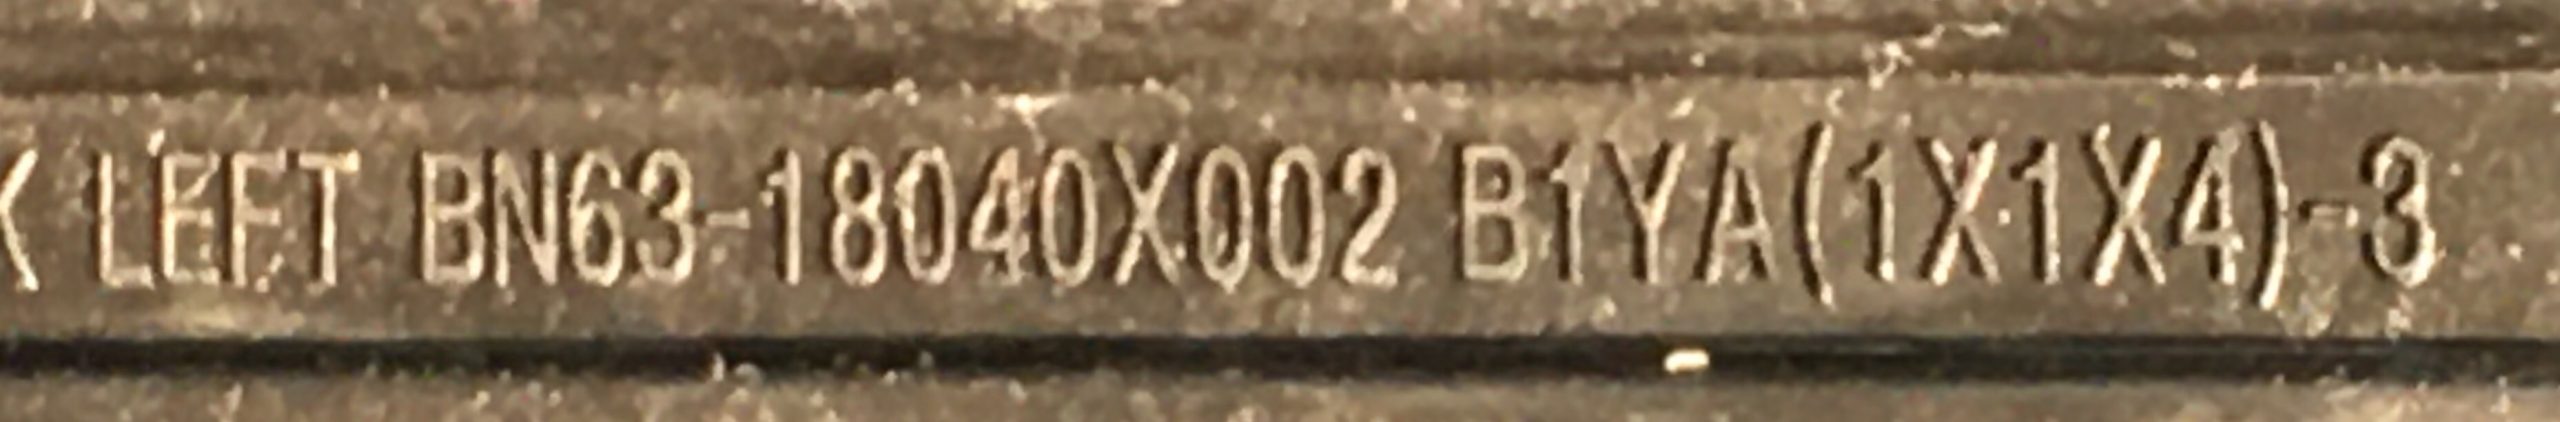 K LEFT BN63-18040X002 B1YA(1X1X4)-3